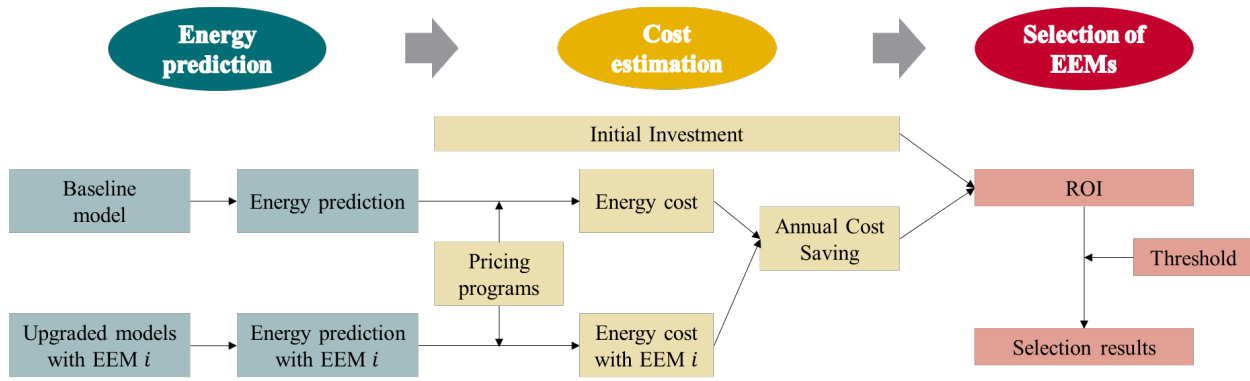 Energy
prediction
Cost
estimation
Selection of
EEMs
Initial Investment
Baseline
model
Energy prediction
Energy cost
ROI
Annual Cost
Saving
Pricing
programs
Threshold
Upgraded models
with EEM i
Energy prediction
with EEM i
Energy cost
with EEM i
Selection results